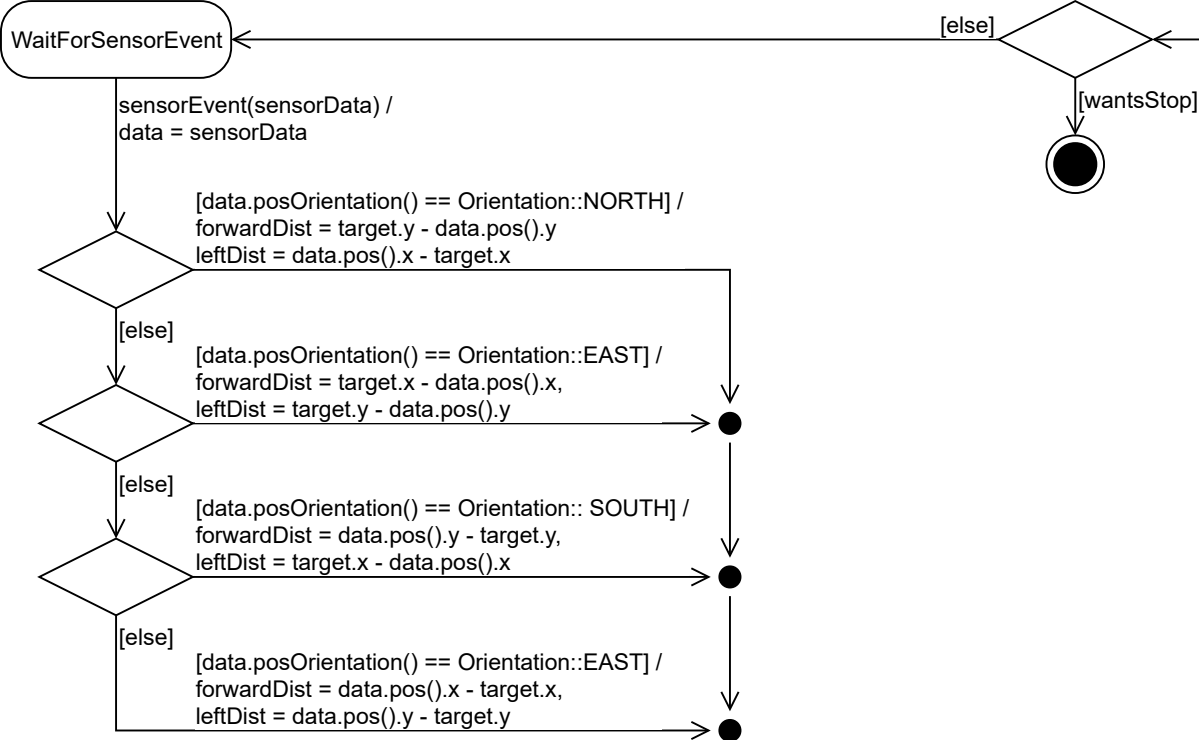 WaitForSensorEvent
[else]
[wantsStop]
sensorEvent(sensorData) /
data = sensorData
[data.posOrientation() == Orientation::NORTH] /
forwardDist = target.y - data.pos().y
leftDist = data.pos().x - target.x
[else]
[data.posOrientation() == Orientation::EAST] /
forwardDist = target.x - data.pos().x,
leftDist = target.y - data.pos().y
[else]
[data.posOrientation() == Orientation:: SOUTH] /
forwardDist = data.pos().y - target.y,
leftDist = target.x - data.pos().x
[else]
[data.posOrientation() == Orientation::EAST] /
forwardDist = data.pos().x - target.x,
leftDist = data.pos().y - target.y